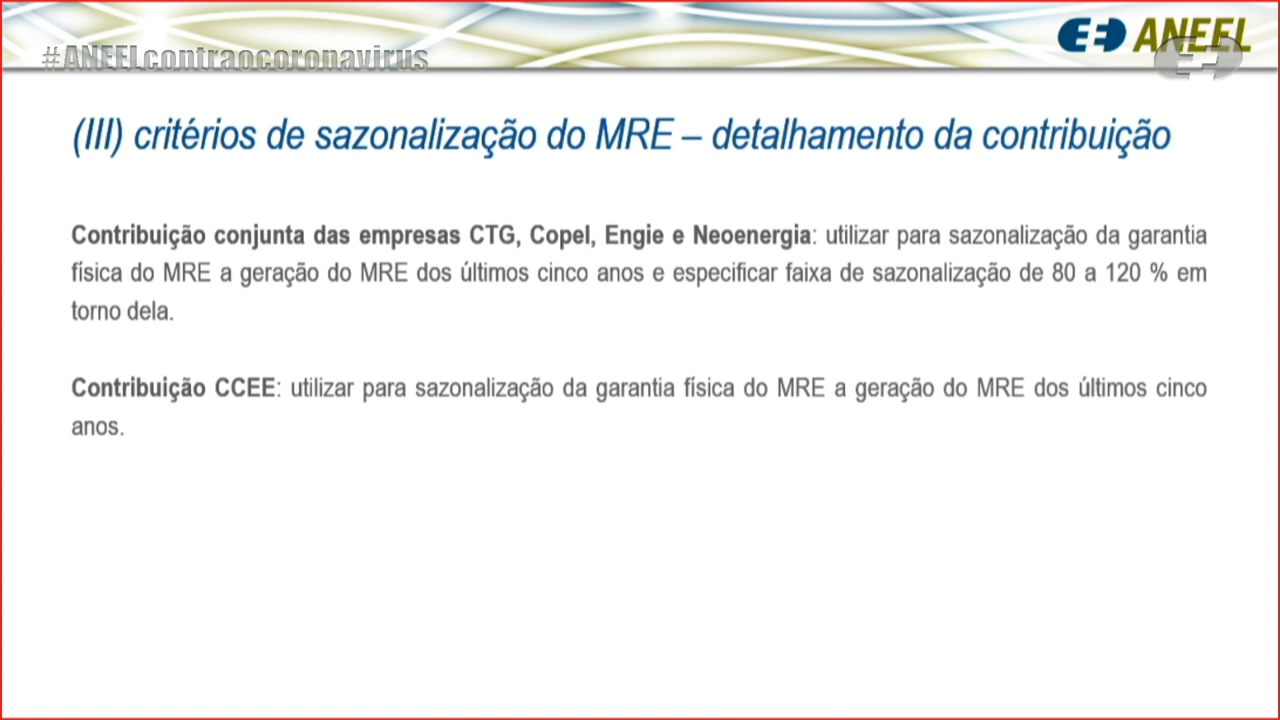 ANEEL
#ANEELcontraocoronavirus
(III) critérios de sazonalização do MRE – detalhamento da contribuição
Contribuição conjunta das empresas CTG, Copel, Engie e Neoenergia: utilizar para sazonalização da garantia
física do MRE a geração do MRE dos últimos cinco anos e especificar faixa de sazonalização de 80 a 120 % em
torno dela.
Contribuição CCEE: utilizar para sazonalização da garantia física do MRE a geração do MRE dos últimos cinco
anos.